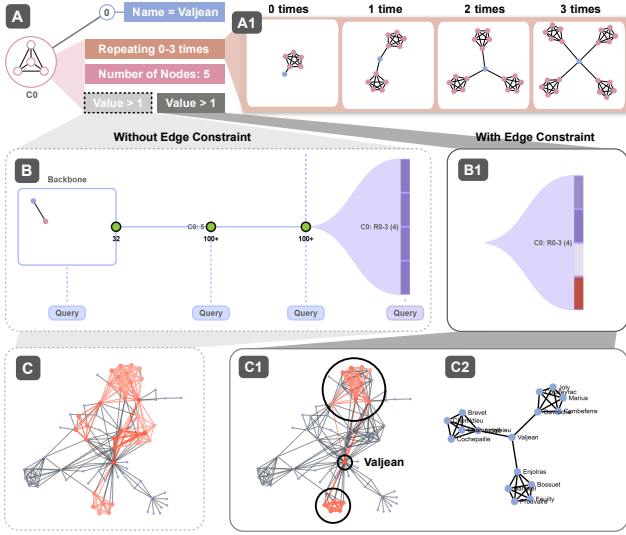 A
0
Name = Valjean
A1
0 times
1 time
2 times
3 times
Repeating 0-3 times
Number of Nodes: 5
C0
Value > 1
Value > 1
Without Edge Constraint
With Edge Constraint
B
Backbone
32
C0: 5
100+
100+
C0: R0-3 (4)
Query
Query
Query
Query
B1
C0: R0-3 (4)
C
C1
Valjean
C2
Joly
Marius
Combeferre
Brevet
Cochepaille
Valjean
Enjolras
Bossuet
Feuilly
Prouvaire